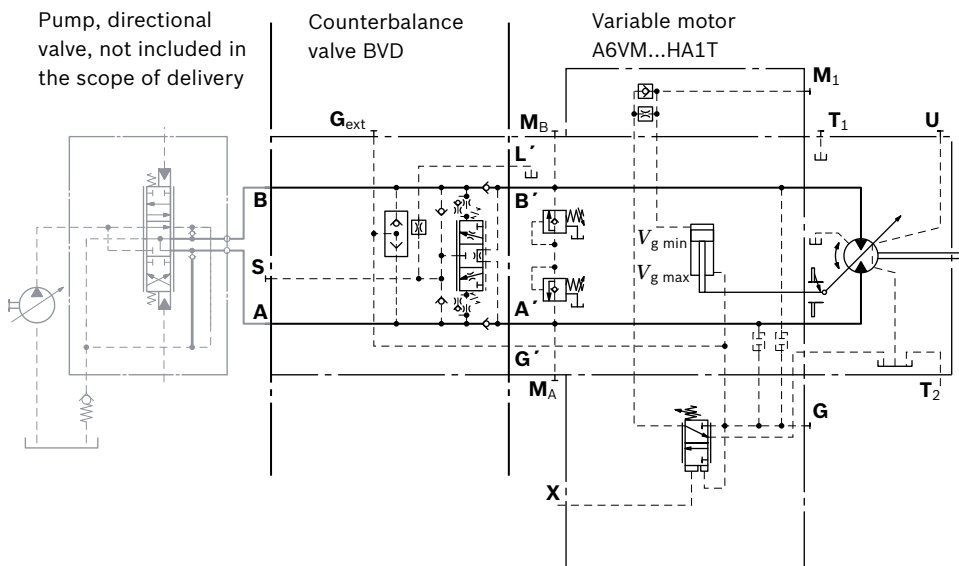 Pump, directional
valve, not included in
the scope of delivery
Counterbalance
valve BVD
Variable motor
A6VM...HA1T
M1
Gext
MB
T1
U
L´
B
B´
Vg min
S
Vg max
A
A´
G´
MA
T2
G
X